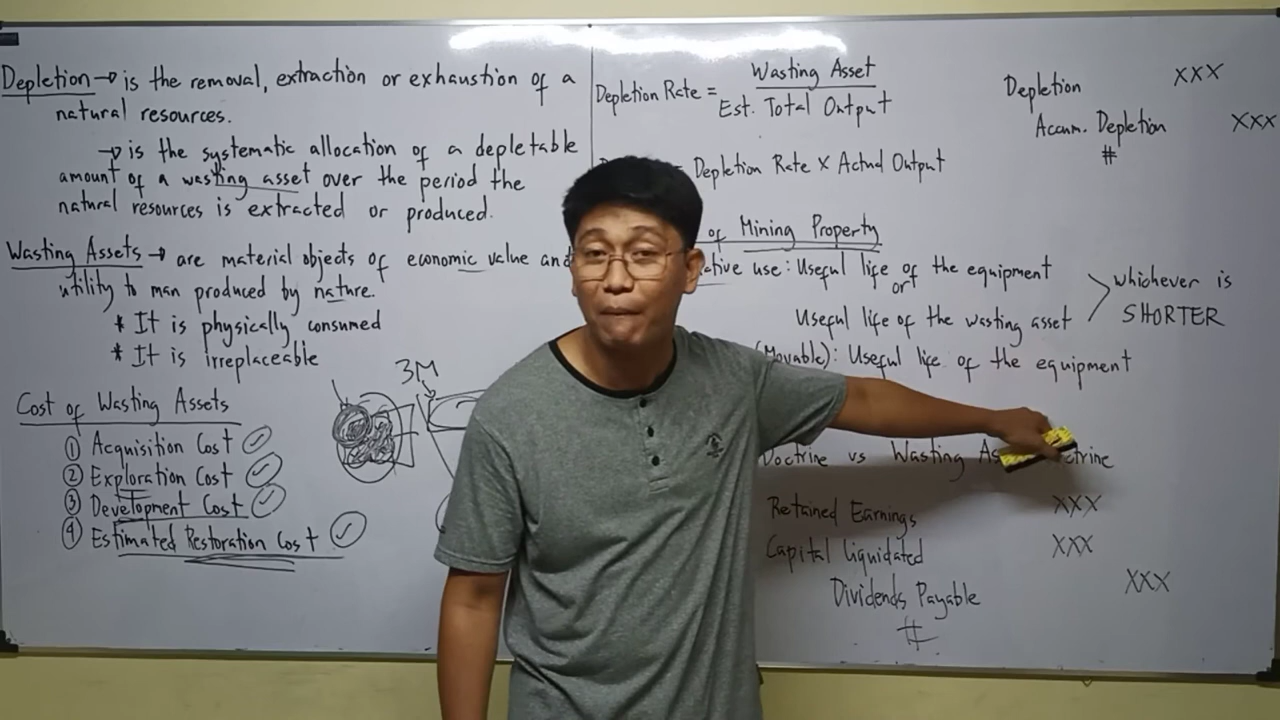 Depletion → is the removal, extraction or exhaustion of a
natural resources.
→ is the systematic allocation of a depletable
amount of a wasting asset over the period the
natural resources is extracted or produced.
Wasting Assets → are material objects of economic value and
utility to man produced by nature.
* It is physically consumed
* It is irreplaceable
Cost of Wasting Assets
① Acquisition Cost ✓
② Exploration Cost ✓
③ Development Cost ✓
④ Estimated Restoration Cost ✓
3M
Depletion Rate = Wasting Asset
Est. Total Output
Depletion Rate X Actual Output
Depletion XXX
Accum. Depletion XXX
#
of Mining Property
use: Useful life of the equipment
or
Useful life of the wasting asset
whichever is
SHORTER
(Movable): Useful life of the equipment
Doctrine vs Wasting
Retained Earnings XXX
Capital Liquidated XXX
Dividends Payable XXX
#